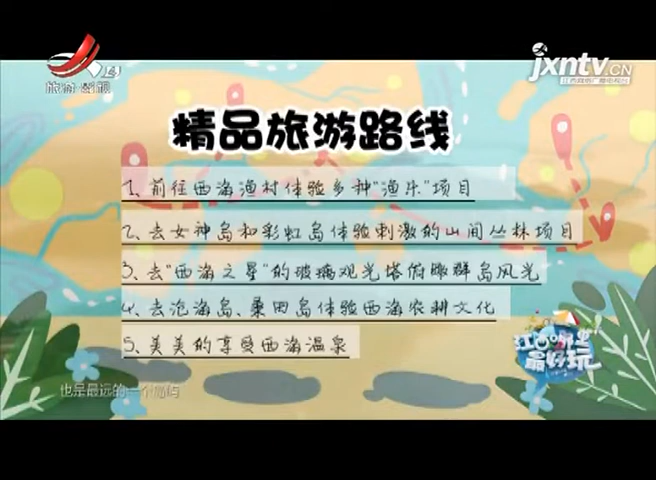 jxntv.CN
精品旅游路线
1、前往西海渔村体验多种“渔乐”项目
2、去女神岛和彩虹岛体验刺激的山间丛林项目
3、去“西海之星”的玻璃观光塔俯瞰群岛风光
4、去沧海岛、桑田岛体验西海农耕文化
5、美美的享受西海温泉
江西哪里
最好玩
也是最远的一个岛屿